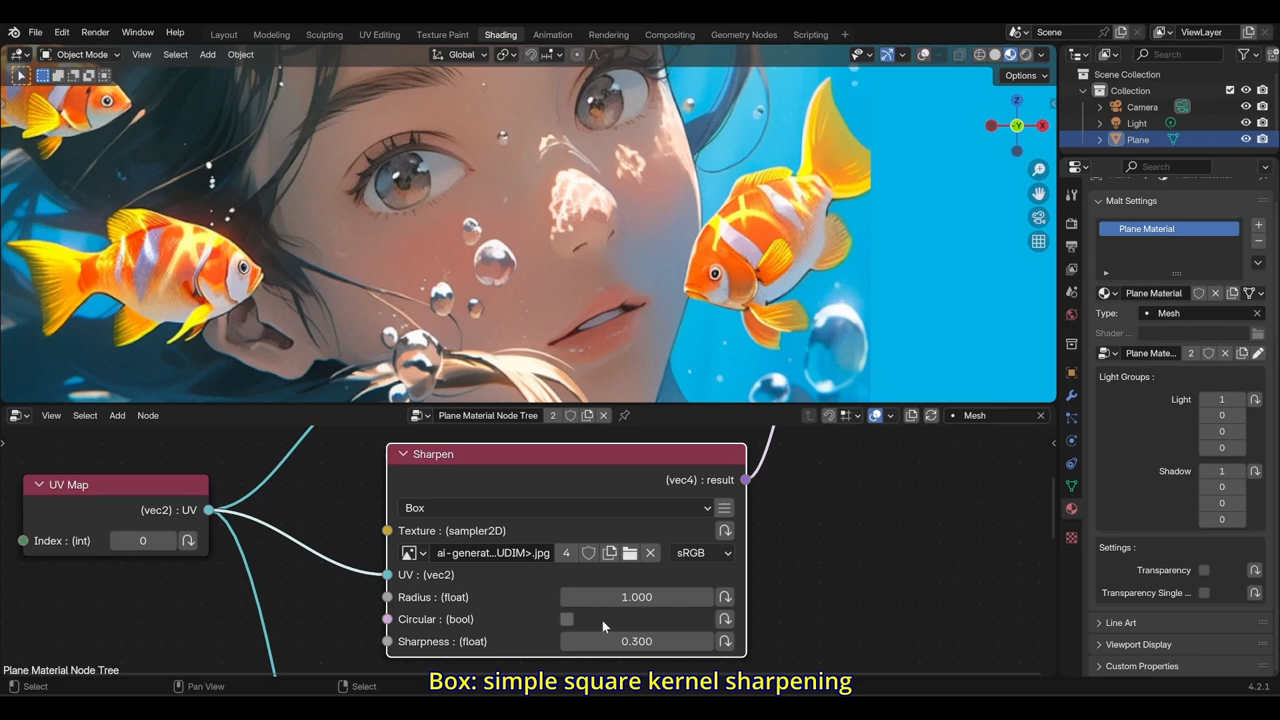 File Edit Render Window Help Layout Modeling Sculpting UV Editing Texture Paint Shading Animation Rendering Compositing Geometry Nodes Scripting + Scene ViewLayer
Object Mode View Select Add Object Global Search
Options
Z
-Y
X
Scene Collection
Collection
Camera
Light
Plane
Search
Malt Settings
Plane Material
Plane Material
Type: Mesh
Shader ...
Plane Mate... 2
Light Groups :
Light 1
0
0
0
Shadow 1
0
0
0
Settings :
Transparency
Transparency Single ...
Line Art
Viewport Display
Custom Properties
View Select Add Node Plane Material Node Tree 2 Mesh
UV Map
(vec2) : UV
Index : (int) 0
Sharpen
(vec4) : result
Box
Texture : (sampler2D)
ai-generat...UDIM>.jpg 4 sRGB
UV : (vec2)
Radius : (float) 1.000
Circular : (bool)
Sharpness : (float) 0.300
Plane Material Node Tree
Box: simple square kernel sharpening
Select Pan View Select 4.2.1